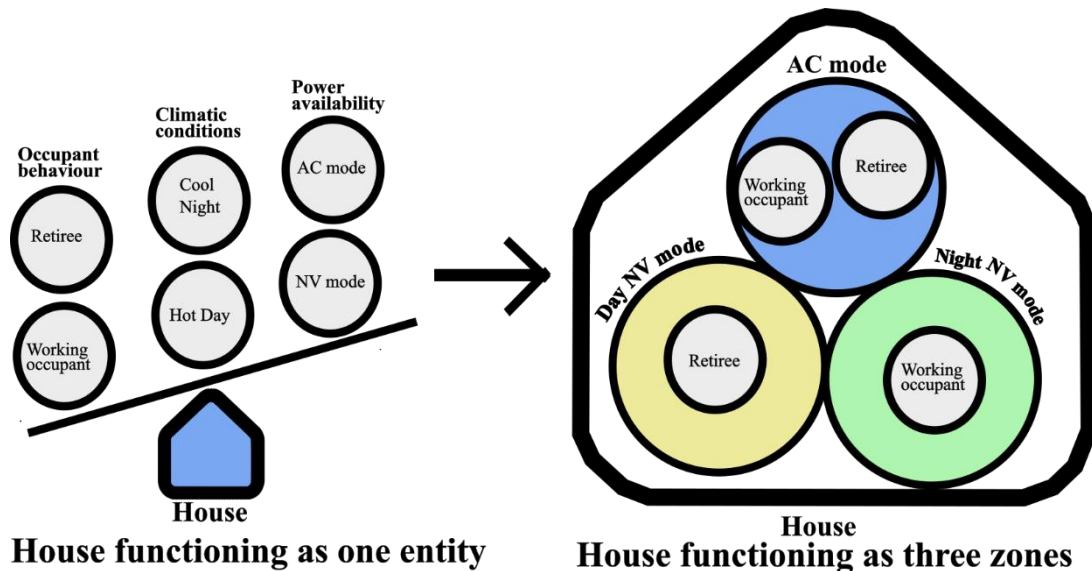 Occupant
behaviour
Retiree
Working
occupant
Climatic
conditions
Cool
Night
Hot Day
Power
availability
AC mode
NV mode
House
House functioning as one entity
AC mode
Working
occupant
Retiree
Day NV mode
Retiree
Night NV mode
Working
occupant
House
House functioning as three zones